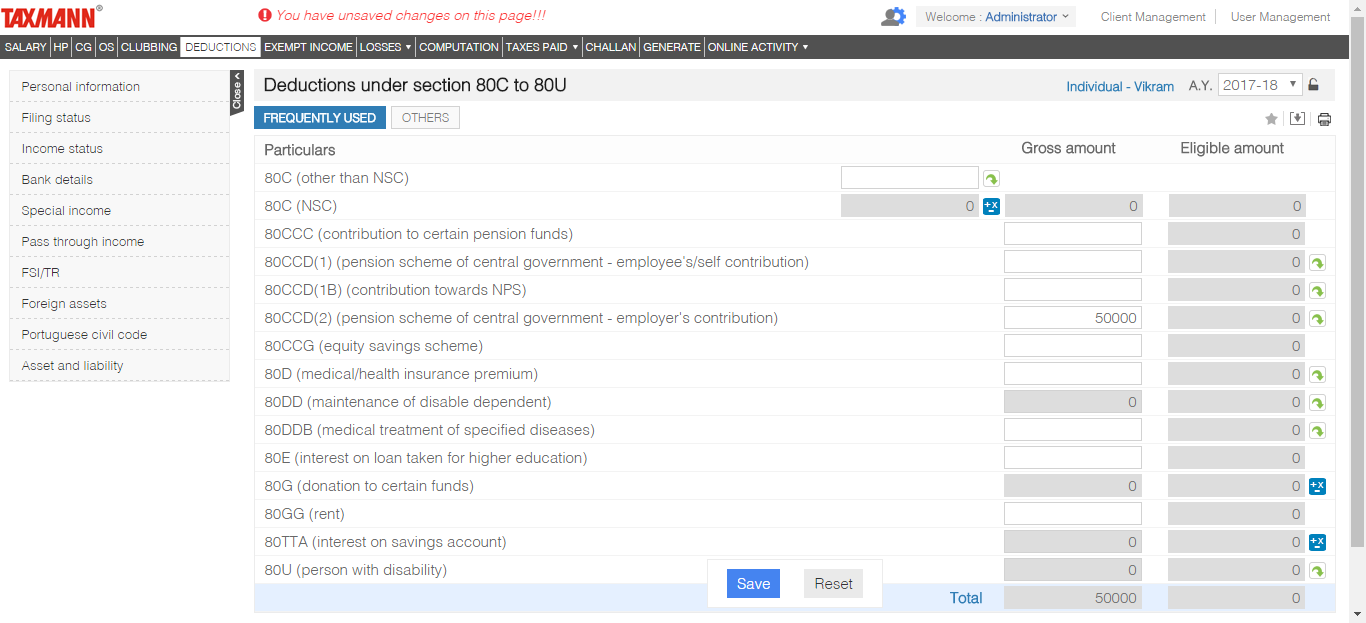 TAXMANN®
You have unsaved changes on this page!!!
Welcome : Administrator
Client Management
User Management
SALARY HP CG OS CLUBBING DEDUCTIONS EXEMPT INCOME LOSSES COMPUTATION TAXES PAID CHALLAN GENERATE ONLINE ACTIVITY
Personal information
Filing status
Income status
Bank details
Special income
Pass through income
FSI/TR
Foreign assets
Portuguese civil code
Asset and liability
Close
Deductions under section 80C to 80U
Individual - Vikram A.Y. 2017-18
FREQUENTLY USED OTHERS
Particulars Gross amount Eligible amount
80C (other than NSC)
80C (NSC) 0 0 0
80CCC (contribution to certain pension funds) 0
80CCD(1) (pension scheme of central government - employee's/self contribution) 0
80CCD(1B) (contribution towards NPS) 0
80CCD(2) (pension scheme of central government - employer's contribution) 50000 0
80CCG (equity savings scheme) 0
80D (medical/health insurance premium) 0
80DD (maintenance of disable dependent) 0 0
80DDB (medical treatment of specified diseases) 0
80E (interest on loan taken for higher education) 0
80G (donation to certain funds) 0 0
80GG (rent) 0
80TTA (interest on savings account) 0 0
80U (person with disability) 0 0
Save Reset
Total 50000 0